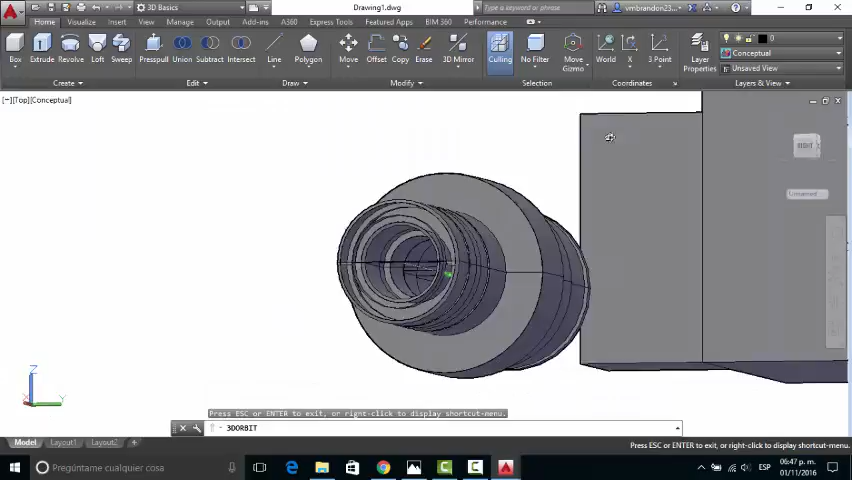 3D Basics
Drawing1.dwg
Type a keyword or phrase
vmbrandon23...
Home Visualize Insert View Manage Output Add-ins A360 Express Tools Featured Apps BIM 360 Performance
Box Extrude Revolve Loft Sweep Presspull Union Subtract Intersect Line Polygon Move Offset Copy Erase 3D Mirror Culling No Filter Move Gizmo World X 3 Point Layer Properties
0
Conceptual
Unsaved View
Create Edit Draw Modify Selection Coordinates Layers & Views
[−][Top][Conceptual]
RIGHT
Unnamed
Z
X Y
Press ESC or ENTER to exit, or right-click to display shortcut-menu.
3DORBIT
Model Layout1 Layout2 +
Press ESC or ENTER to exit, or right-click to display shortcut-menu.
Pregúntame cualquier cosa
ESP
06:47 p. m.
01/11/2016